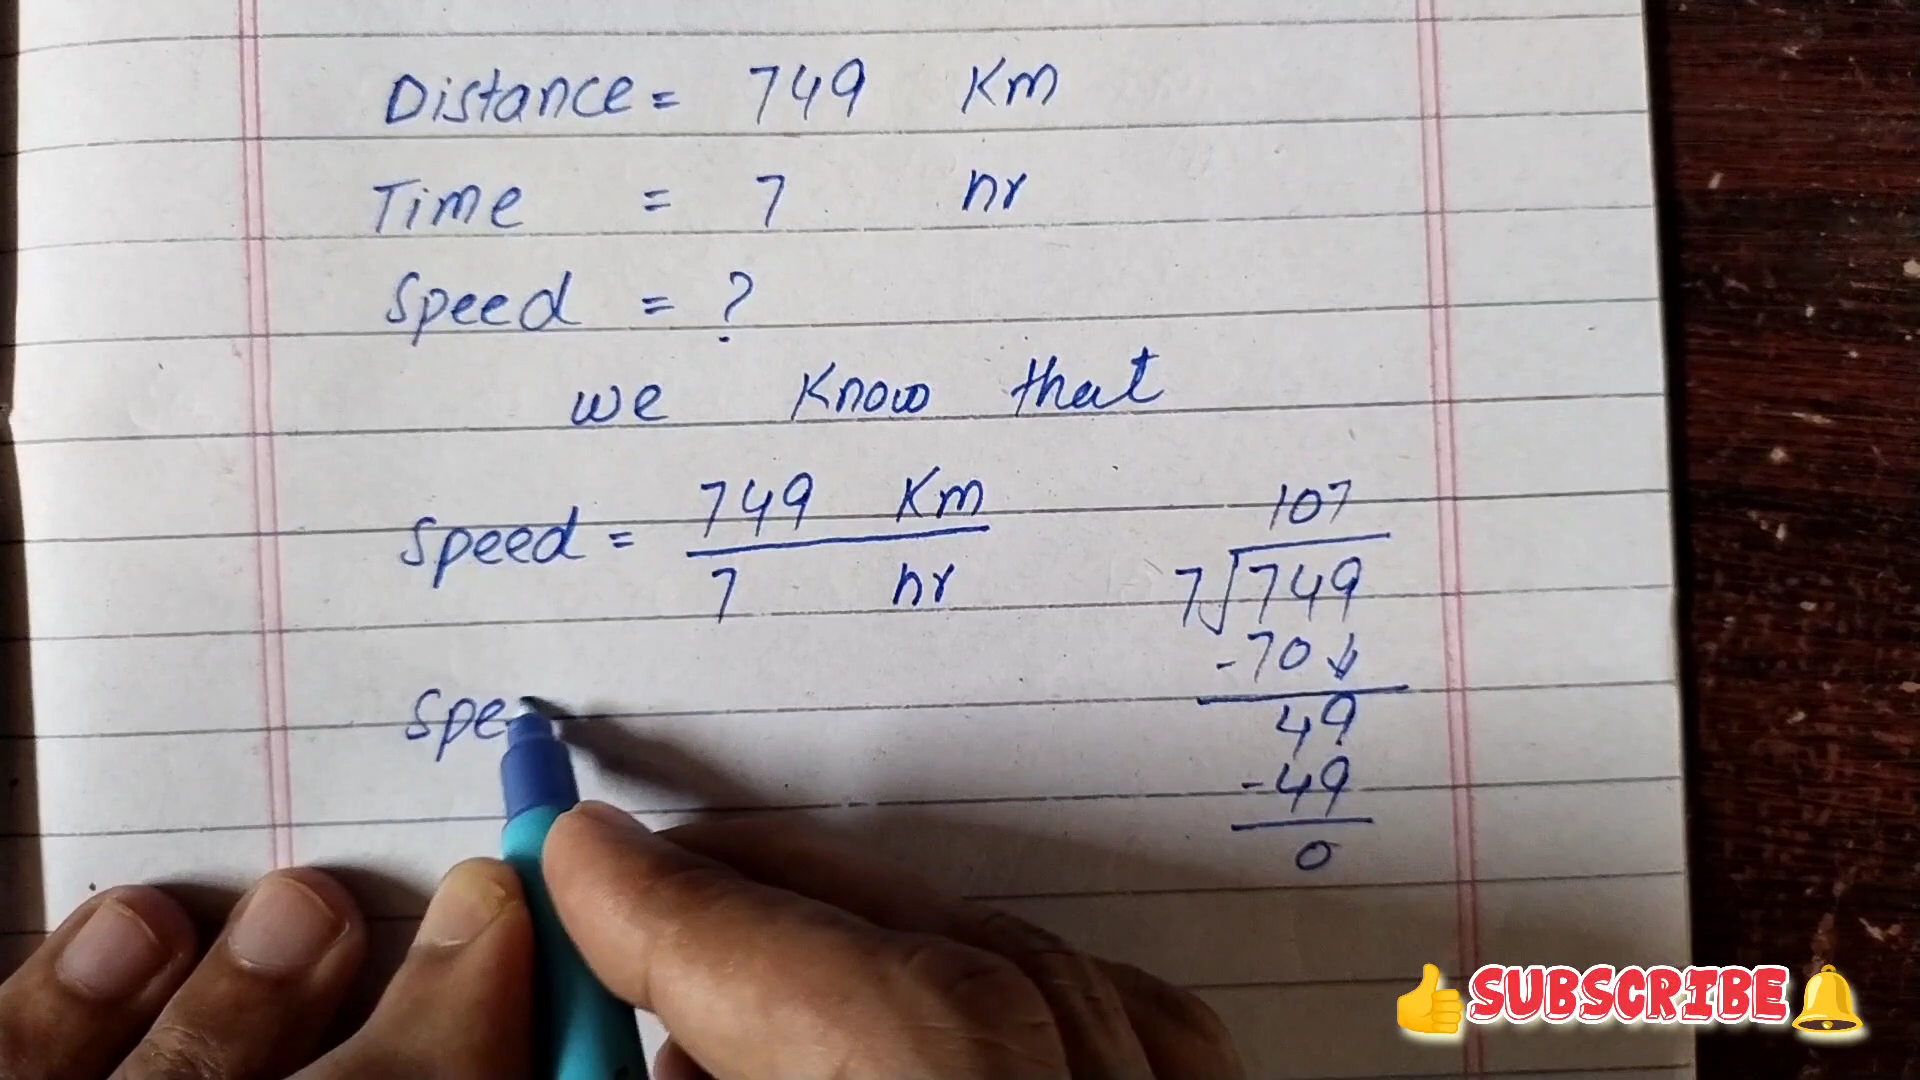 Distance = 749 Km
Time = 7 hr
Speed = ?
we Know that
Speed = 749 Km
7 hr
107
7 749
-70↓
49
-49
0
Spe
SUBSCRIBE